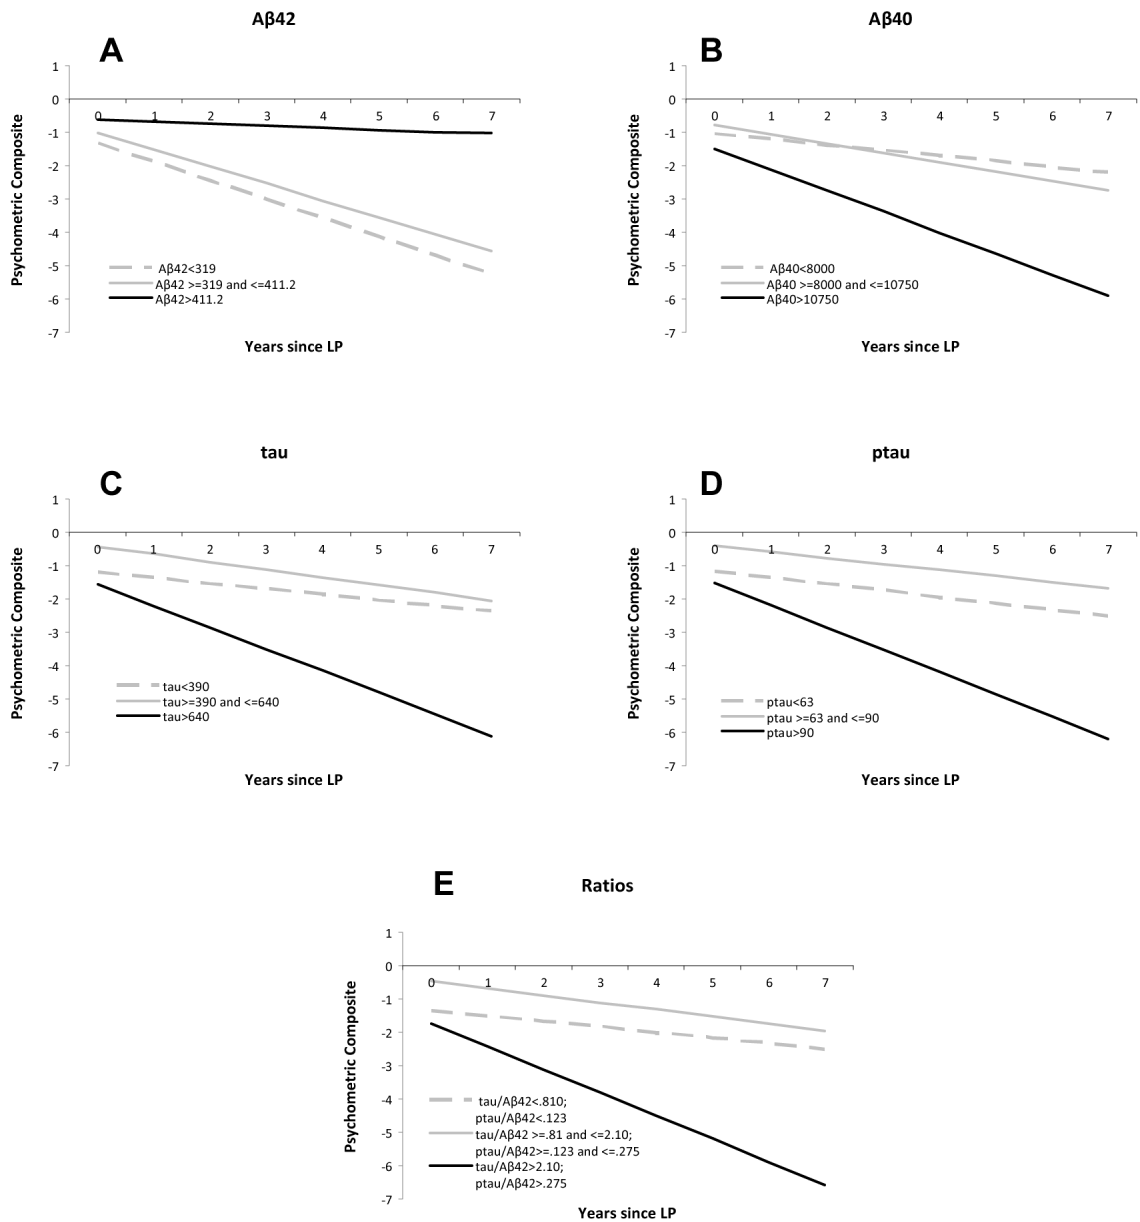 Aβ42
A
1
0
-1
-2
-3
-4
-5
-6
-7
0 1 2 3 4 5 6 7
Psychometric Composite
Aβ42<319
Aβ42 >=319 and <=411.2
Aβ42>411.2
Years since LP
Aβ40
B
1
0
-1
-2
-3
-4
-5
-6
-7
0 1 2 3 4 5 6 7
Psychometric Composite
Aβ40<8000
Aβ40 >=8000 and <=10750
Aβ40>10750
Years since LP
tau
C
1
0
-1
-2
-3
-4
-5
-6
-7
0 1 2 3 4 5 6 7
Psychometric Composite
tau<390
tau>=390 and <=640
tau>640
Years since LP
ptau
D
1
0
-1
-2
-3
-4
-5
-6
-7
0 1 2 3 4 5 6 7
Psychometric Composite
ptau<63
ptau >=63 and <=90
ptau>90
Years since LP
E
Ratios
1
0
-1
-2
-3
-4
-5
-6
-7
0 1 2 3 4 5 6 7
Psychometric Composite
tau/Aβ42<.810;
ptau/Aβ42<.123
tau/Aβ42 >=.81 and <=2.10;
ptau/Aβ42>=.123 and <=.275
tau/Aβ42>2.10;
ptau/Aβ42>.275
Years since LP